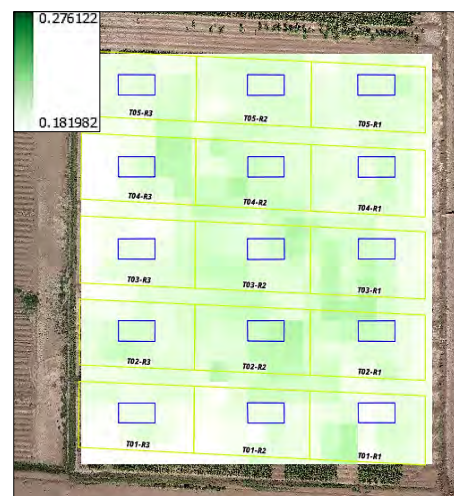 0.276122
0.181982
T05-R3 T05-R2 T05-R1
T04-R3 T04-R2 T04-R1
T03-R3 T03-R2 T03-R1
T02-R3 T02-R2 T02-R1
T01-R3 T01-R2 T01-R1